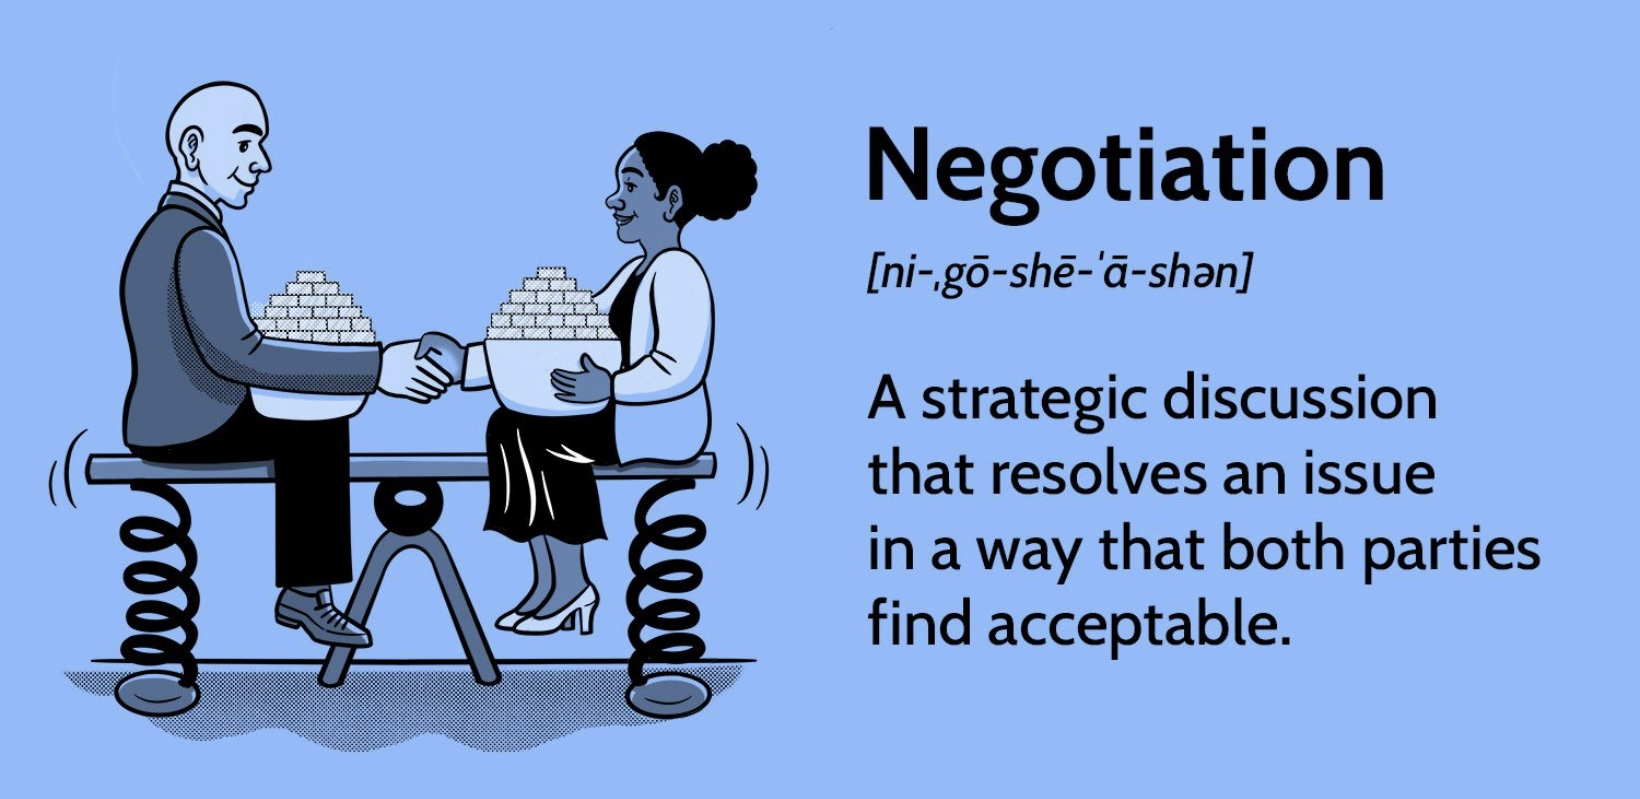 Negotiation
[ni-ˌgō-shē-ˈā-shən]
A strategic discussion
that resolves an issue
in a way that both parties
find acceptable.